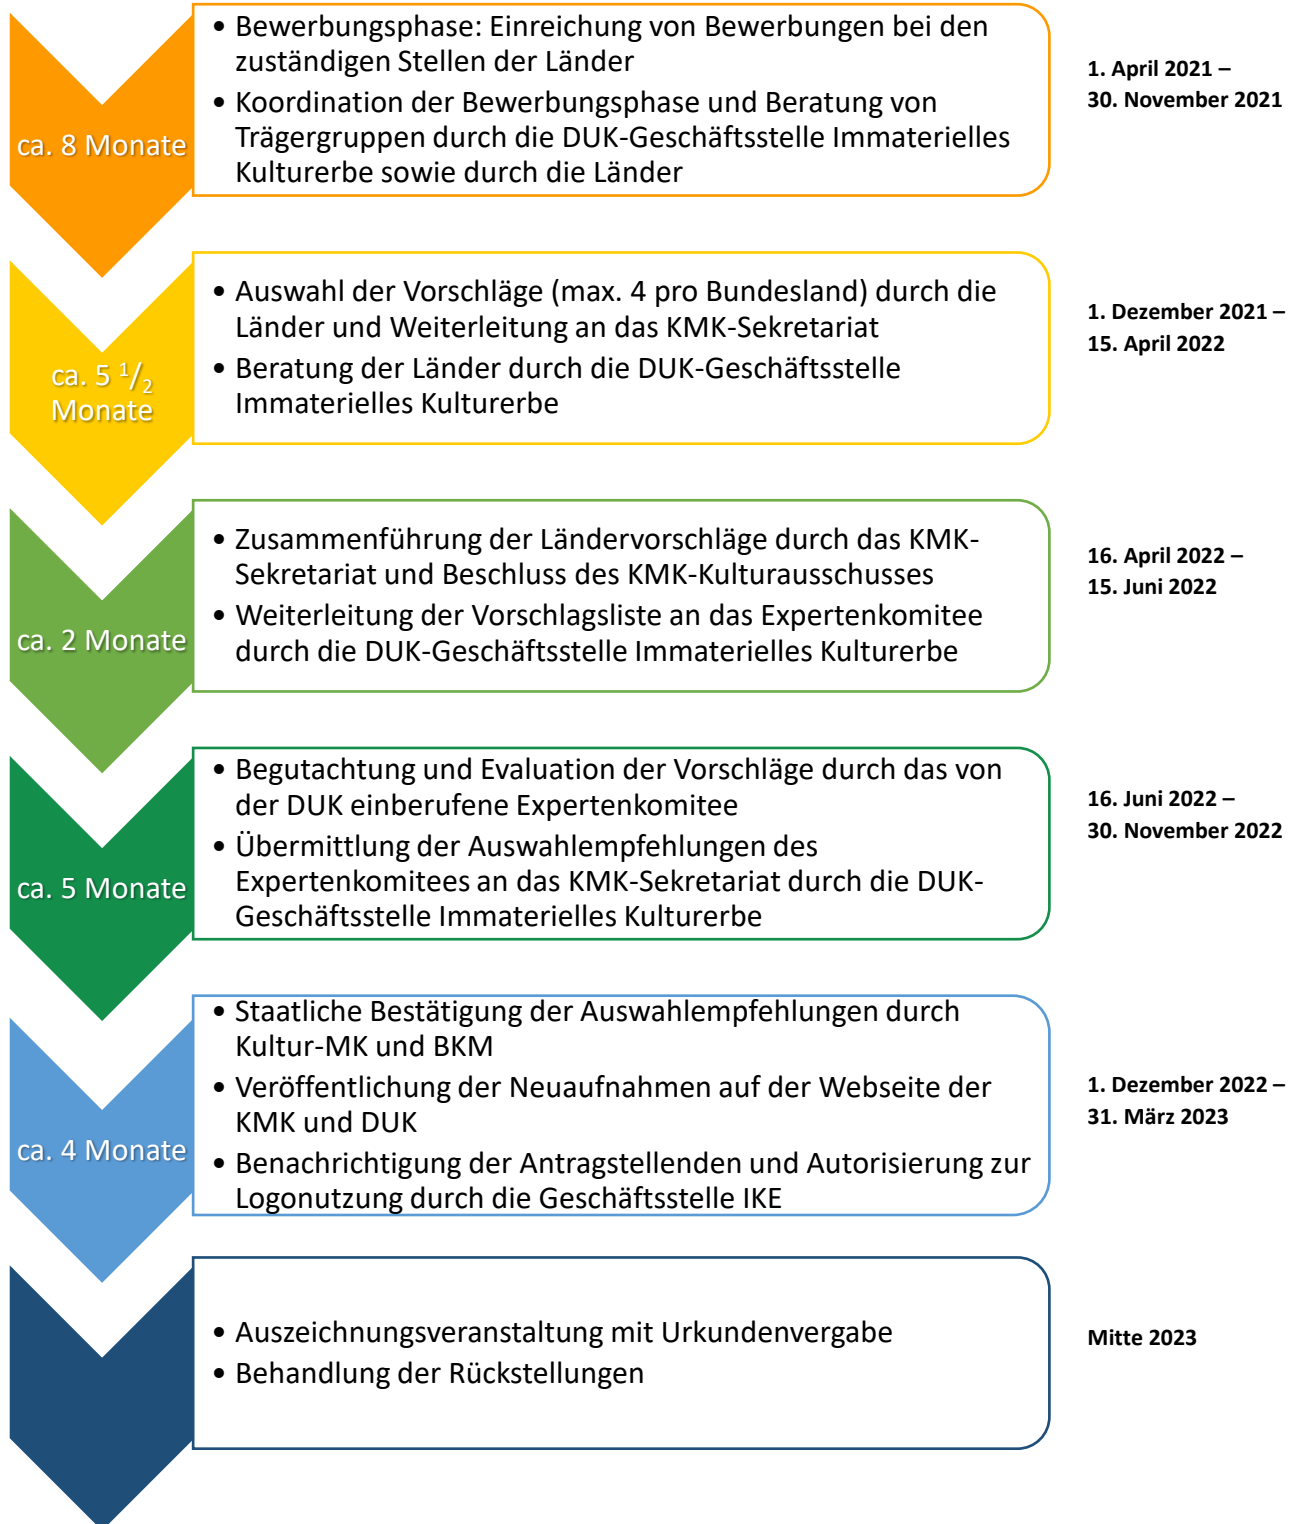 • Bewerbungsphase: Einreichung von Bewerbungen bei den
zuständigen Stellen der Länder
• Koordination der Bewerbungsphase und Beratung von
Trägergruppen durch die DUK-Geschäftsstelle Immaterielles
Kulturerbe sowie durch die Länder
ca. 8 Monate
1. April 2021 –
30. November 2021
• Auswahl der Vorschläge (max. 4 pro Bundesland) durch die
Länder und Weiterleitung an das KMK-Sekretariat
• Beratung der Länder durch die DUK-Geschäftsstelle
Immaterielles Kulturerbe
ca. 5 1/2
Monate
1. Dezember 2021 –
15. April 2022
• Zusammenführung der Ländervorschläge durch das KMK-
Sekretariat und Beschluss des KMK-Kulturausschusses
• Weiterleitung der Vorschlagsliste an das Expertenkomitee
durch die DUK-Geschäftsstelle Immaterielles Kulturerbe
ca. 2 Monate
16. April 2022 –
15. Juni 2022
• Begutachtung und Evaluation der Vorschläge durch das von
der DUK einberufene Expertenkomitee
• Übermittlung der Auswahlempfehlungen des
Expertenkomitees an das KMK-Sekretariat durch die DUK-
Geschäftsstelle Immaterielles Kulturerbe
ca. 5 Monate
16. Juni 2022 –
30. November 2022
• Staatliche Bestätigung der Auswahlempfehlungen durch
Kultur-MK und BKM
• Veröffentlichung der Neuaufnahmen auf der Webseite der
KMK und DUK
• Benachrichtigung der Antragstellenden und Autorisierung zur
Logonutzung durch die Geschäftsstelle IKE
ca. 4 Monate
1. Dezember 2022 –
31. März 2023
• Auszeichnungsveranstaltung mit Urkundenvergabe
• Behandlung der Rückstellungen
Mitte 2023